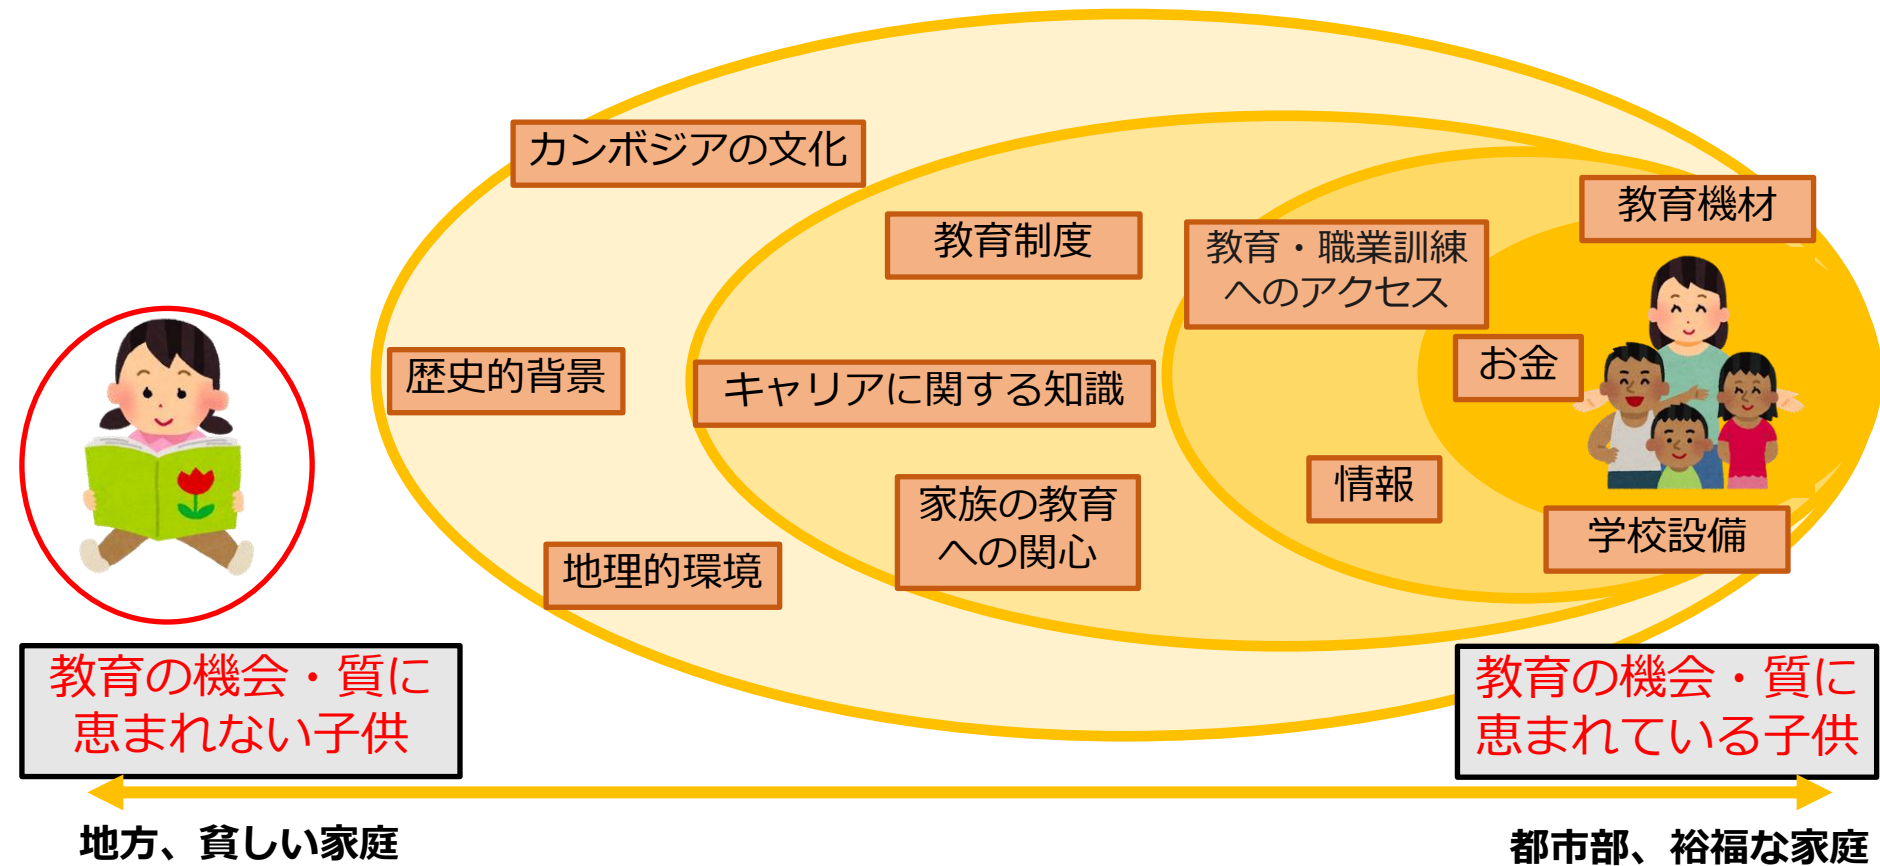 カンボジアの文化
教育機材
教育制度
教育・職業訓練
へのアクセス
お金
歴史的背景
キャリアに関する知識
情報
家族の教育
への関心
学校設備
地理的環境
教育の機会・質に
恵まれない子供
教育の機会・質に
恵まれている子供
地方、貧しい家庭
都市部、裕福な家庭